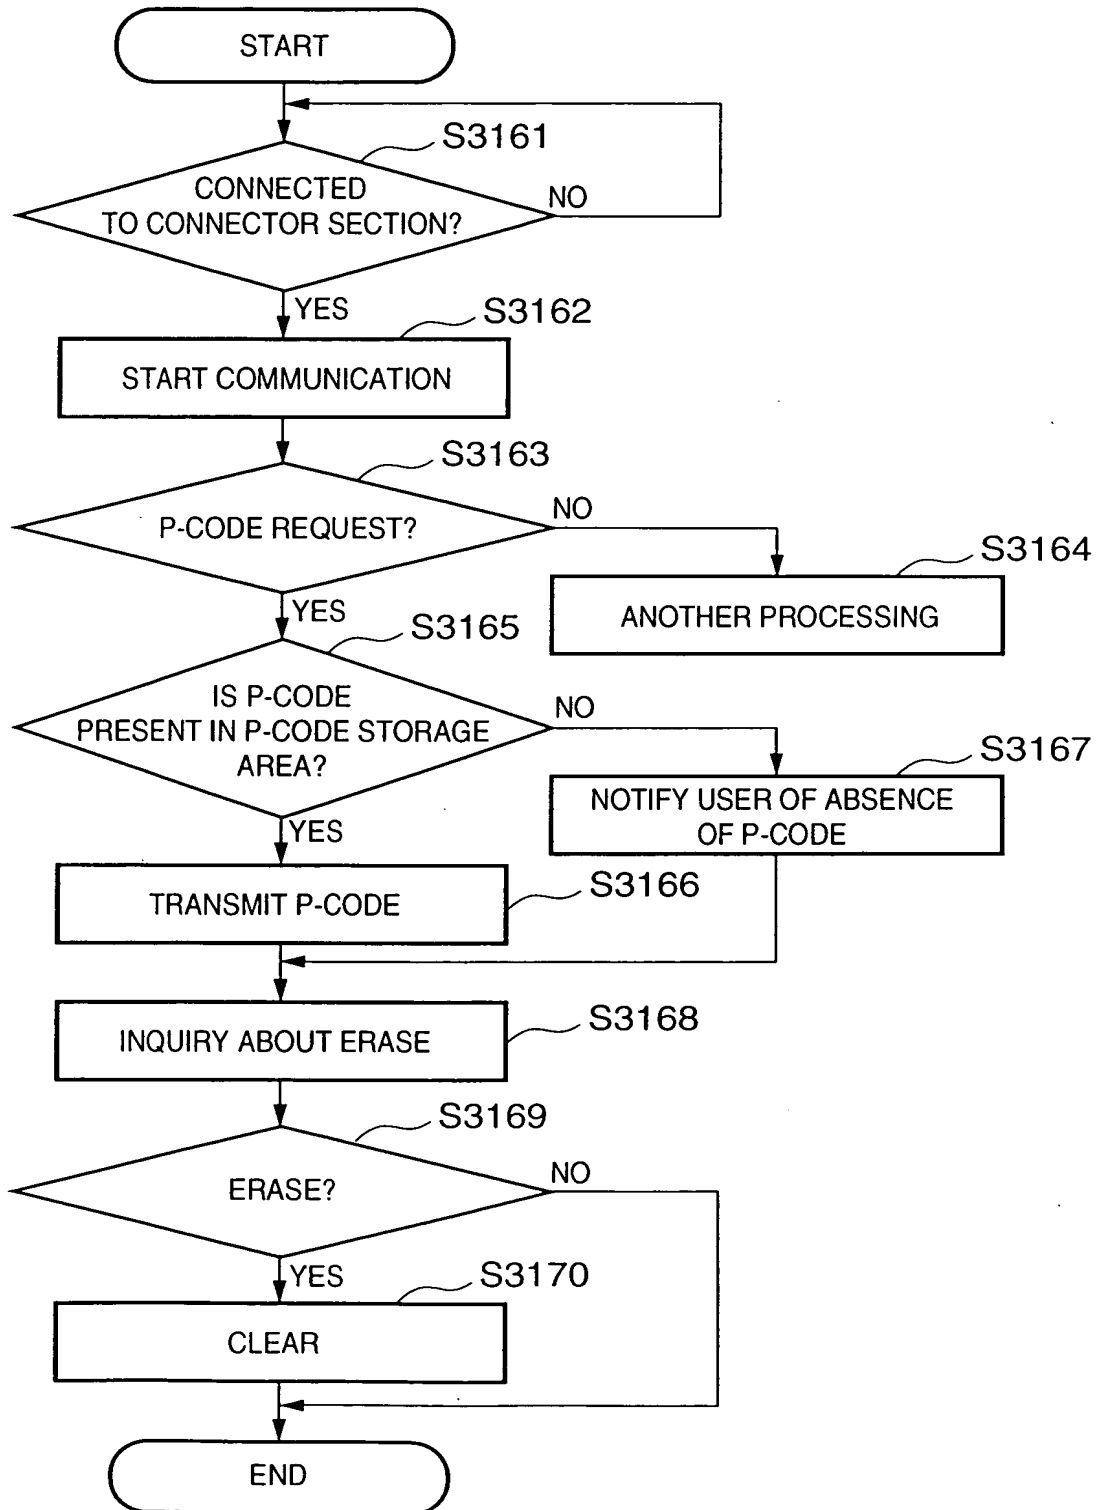 START
S3161
CONNECTED
TO CONNECTOR SECTION?
NO
YES
S3162
START COMMUNICATION
S3163
P-CODE REQUEST?
NO
S3164
ANOTHER PROCESSING
YES
S3165
IS P-CODE
PRESENT IN P-CODE STORAGE
AREA?
NO
S3167
NOTIFY USER OF ABSENCE
OF P-CODE
YES
S3166
TRANSMIT P-CODE
S3168
INQUIRY ABOUT ERASE
S3169
ERASE?
NO
YES
S3170
CLEAR
END